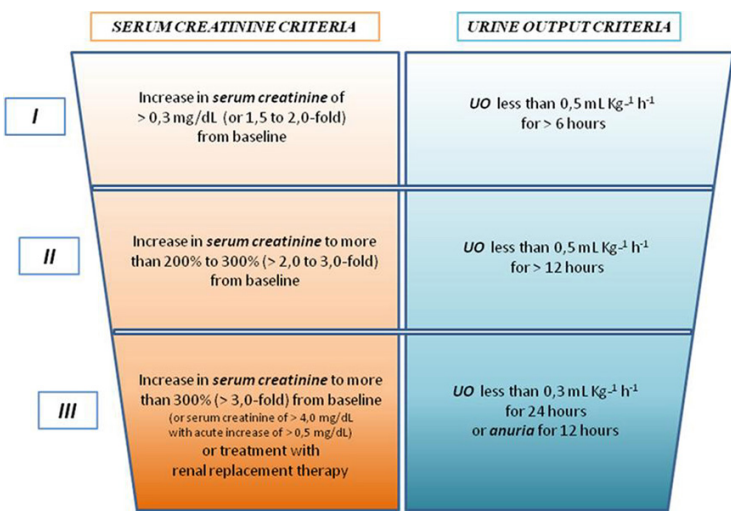 SERUM CREATININE CRITERIA
URINE OUTPUT CRITERIA
I
Increase in serum creatinine of
> 0,3 mg/dL (or 1,5 to 2,0-fold)
from baseline
UO less than 0,5 mL Kg-¹ h-¹
for > 6 hours
II
Increase in serum creatinine to more
than 200% to 300% (> 2,0 to 3,0-fold)
from baseline
UO less than 0,5 mL Kg-¹ h-¹
for > 12 hours
III
Increase in serum creatinine to more
than 300% (> 3,0-fold) from baseline
(or serum creatinine of > 4,0 mg/dL
with acute increase of > 0,5 mg/dL)
or treatment with
renal replacement therapy
UO less than 0,3 mL Kg-¹ h-¹
for 24 hours
or anuria for 12 hours